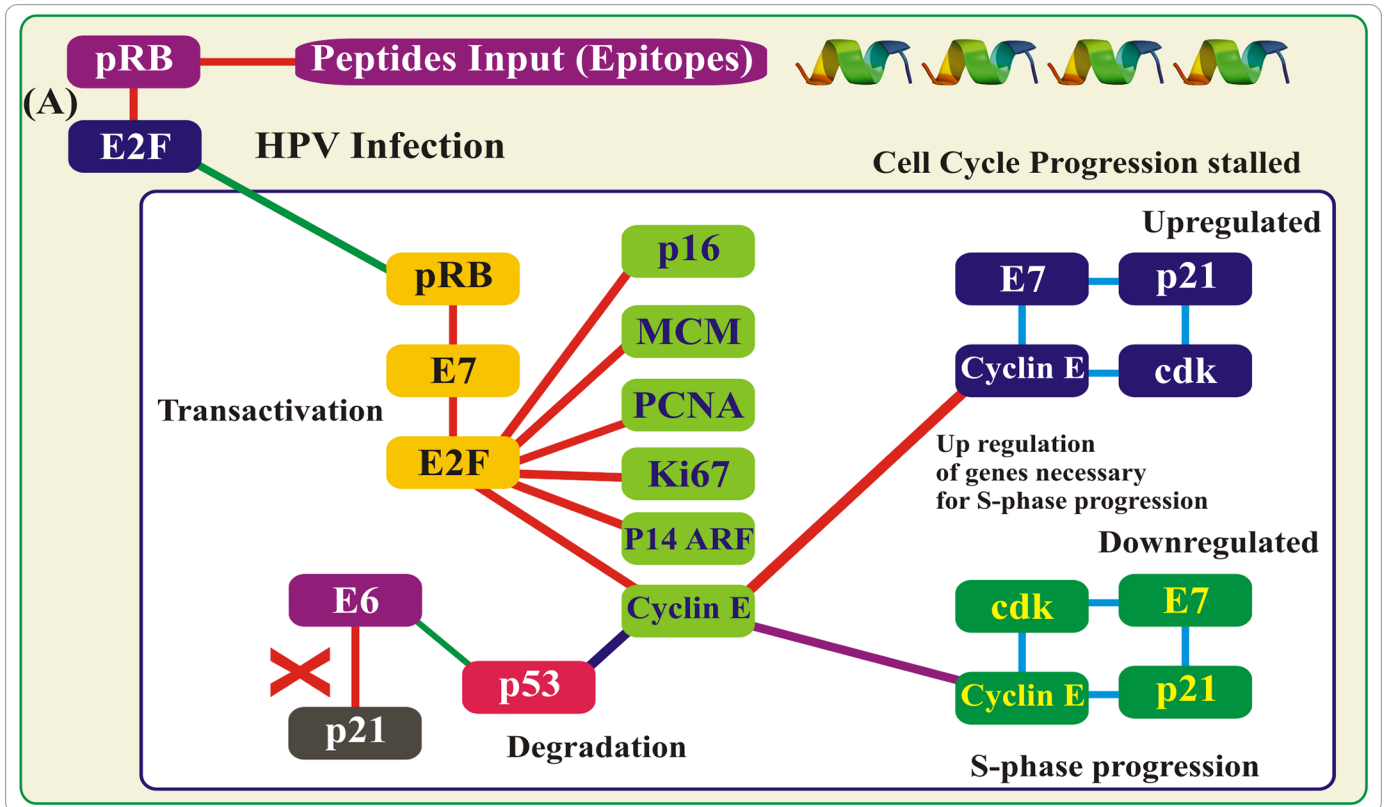 pRB
Peptides Input (Epitopes)
(A)
E2F
HPV Infection
Cell Cycle Progression stalled
Upregulated
pRB
E7
E2F
Transactivation
p16
MCM
PCNA
Ki67
P14 ARF
Cyclin E
E7
p21
Cyclin E
cdk
Up regulation
of genes necessary
for S-phase progression
Downregulated
cdk
E7
Cyclin E
p21
S-phase progression
E6
p53
p21
Degradation